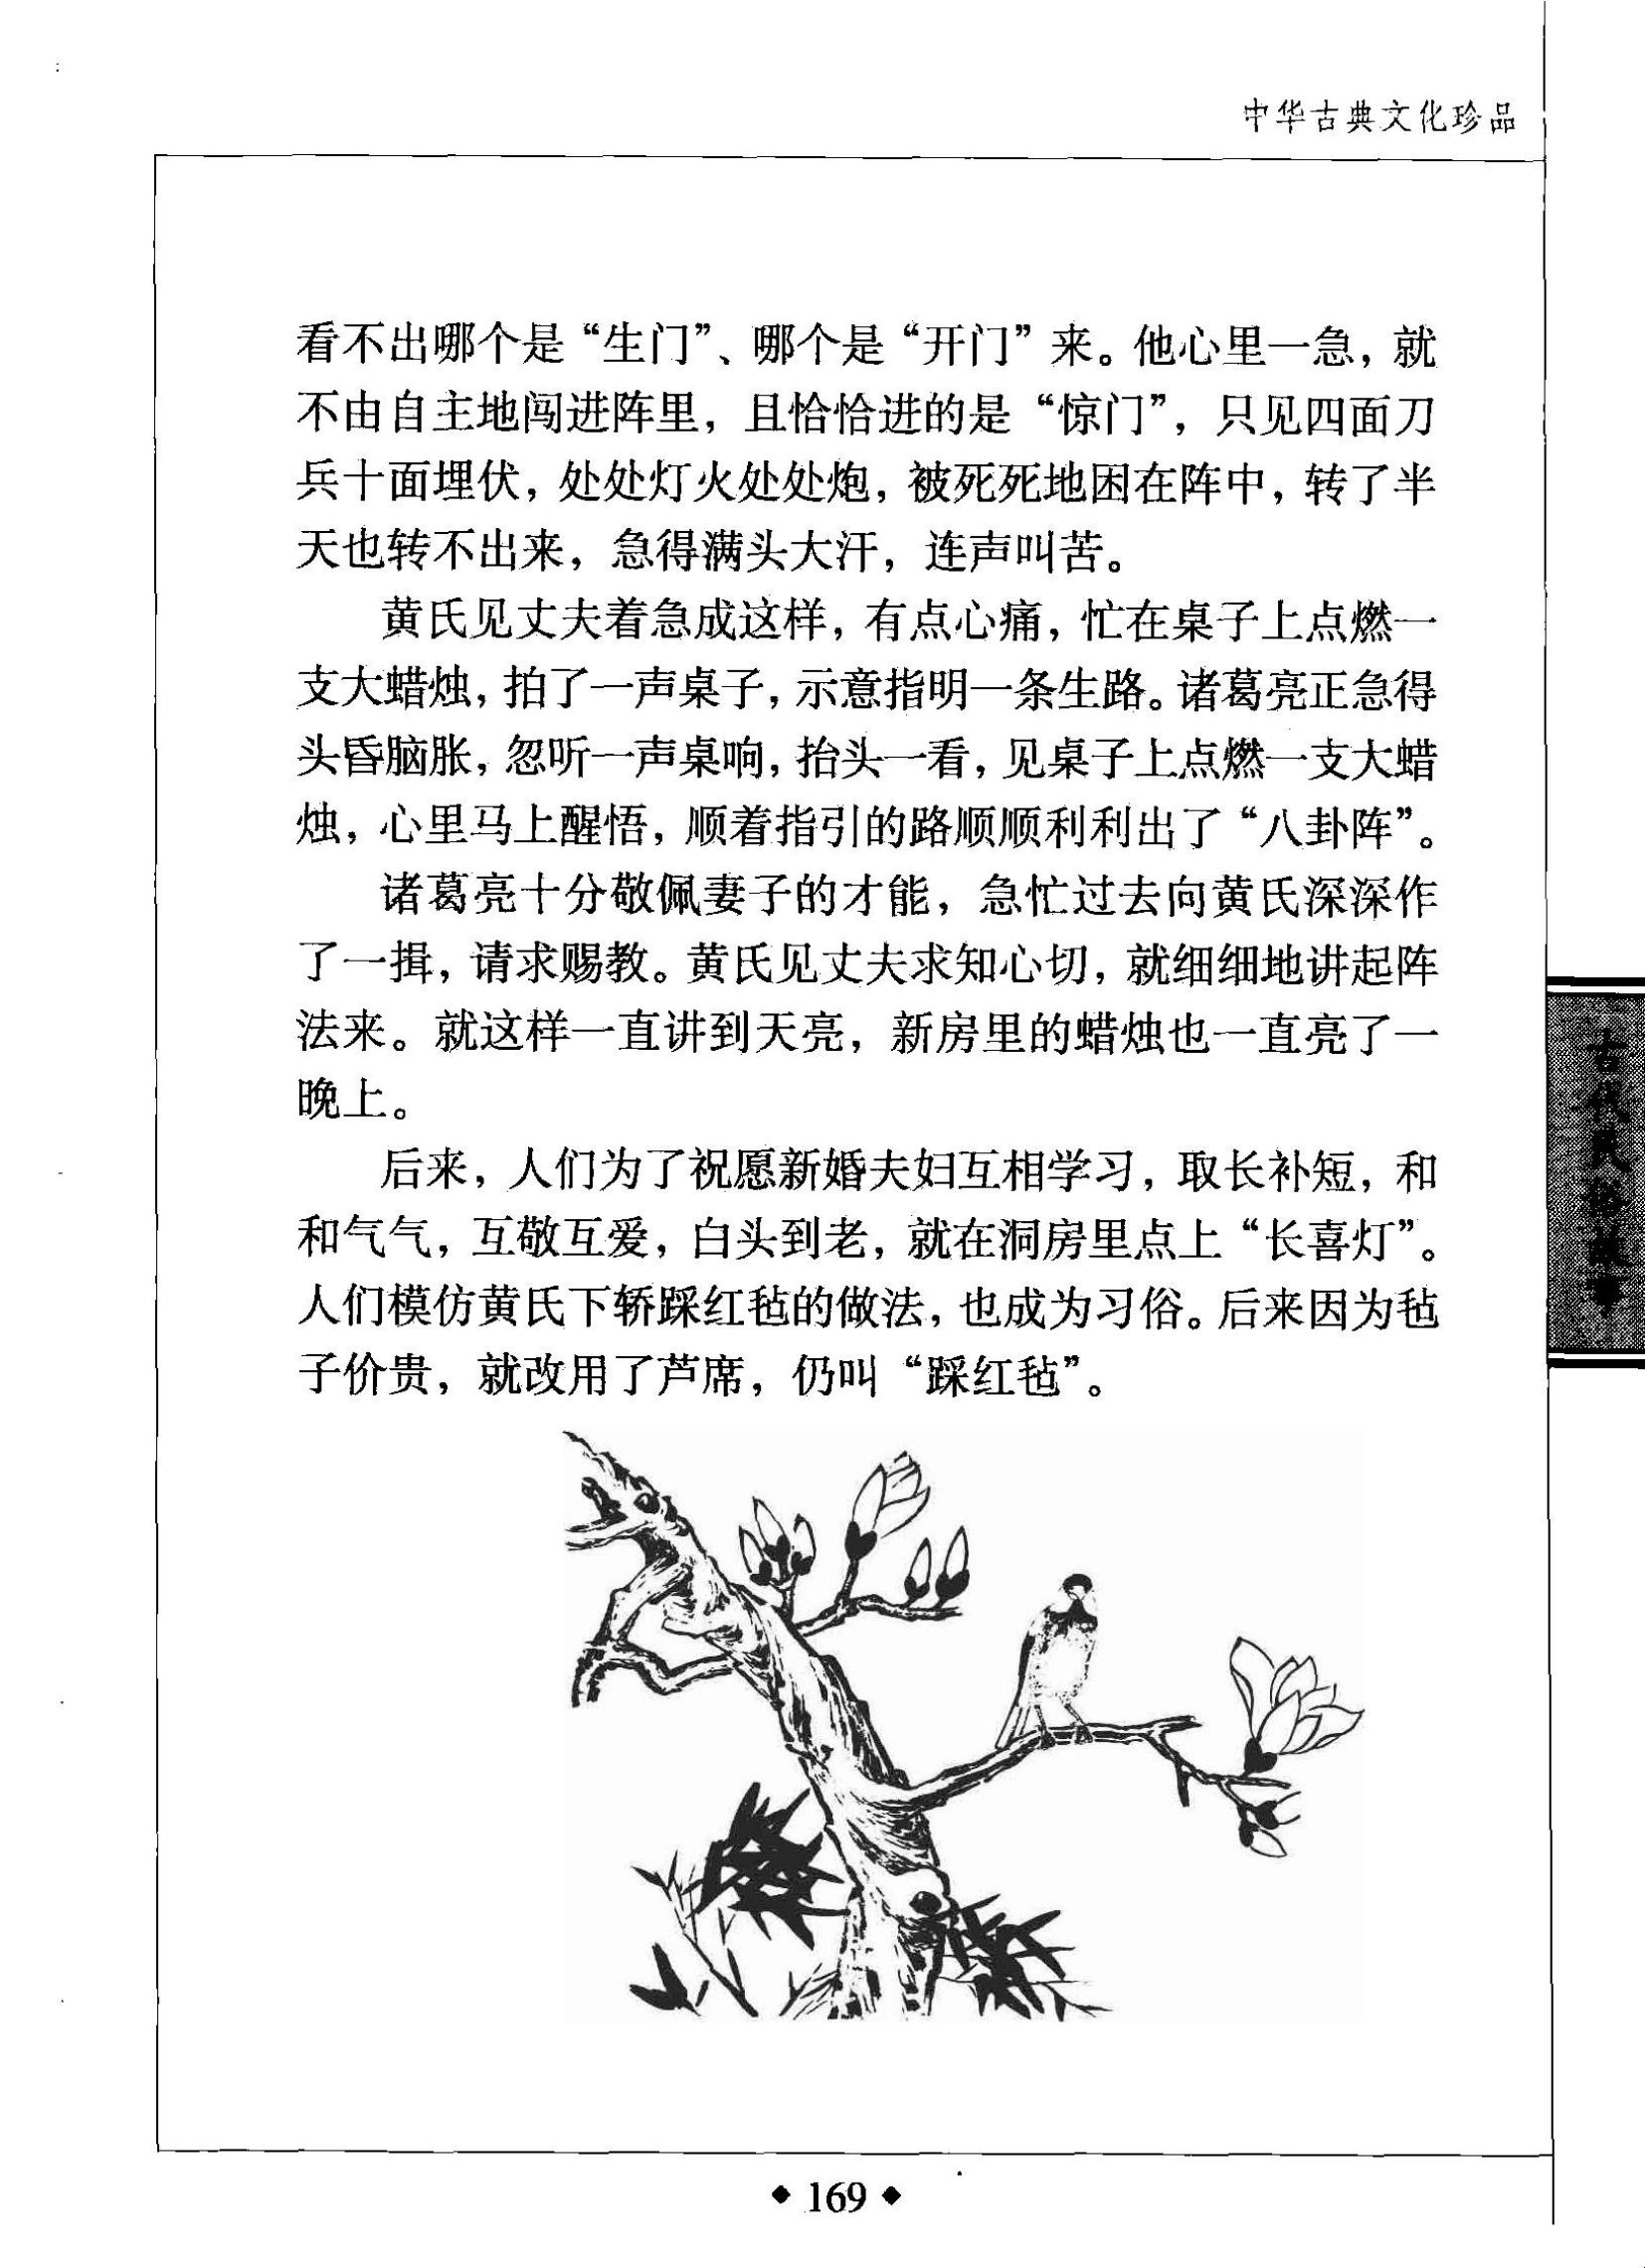 中华古典文化珍品
看不出哪个是“生门”、哪个是“开门”来。他心里一急，就
不由自主地闯进阵里，且恰恰进的是“惊门”，只见四面刀
兵十面埋伏，处处灯火处处炮，被死死地困在阵中，转了半
天也转不出来，急得满头大汗，连声叫苦。
黄氏见丈夫着急成这样，有点心痛，忙在桌子上点燃一
支大蜡烛，拍了一声桌子，示意指明一条生路。诸葛亮正急得
头昏脑胀，忽听一声桌响，抬头一看，见桌子上点燃一支大蜡
烛，心里马上醒悟，顺着指引的路顺顺利利出了“八卦阵”。
诸葛亮十分敬佩妻子的才能，急忙过去向黄氏深深作
了一揖，请求赐教。黄氏见丈夫求知心切，就细细地讲起阵
法来。就这样一直讲到天亮，新房里的蜡烛也一直亮了一
晚上。
后来，人们为了祝愿新婚夫妇互相学习，取长补短，和
和气气，互敬互爱，白头到老，就在洞房里点上“长喜灯”。
人们模仿黄氏下轿踩红毡的做法，也成为习俗。后来因为毡
子价贵，就改用了芦席，仍叫“踩红毡”。
古代民俗故事
◆ 169 ◆